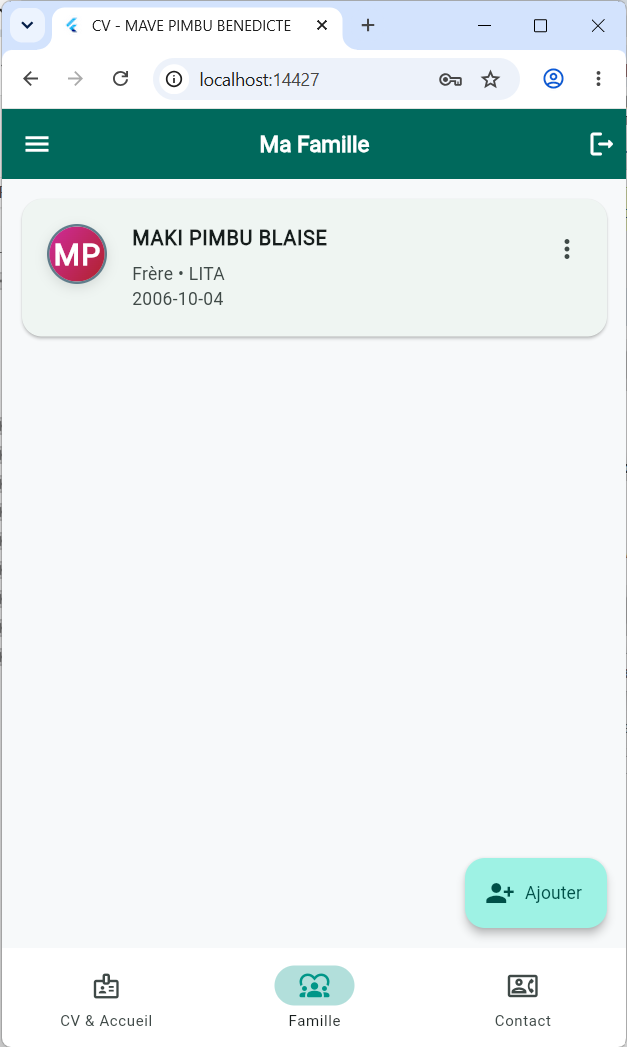 CV - MAVE PIMBU BENEDICTE
localhost:14427
Ma Famille
MP
MAKI PIMBU BLAISE
Frère • LITA
2006-10-04
Ajouter
CV & Accueil
Famille
Contact